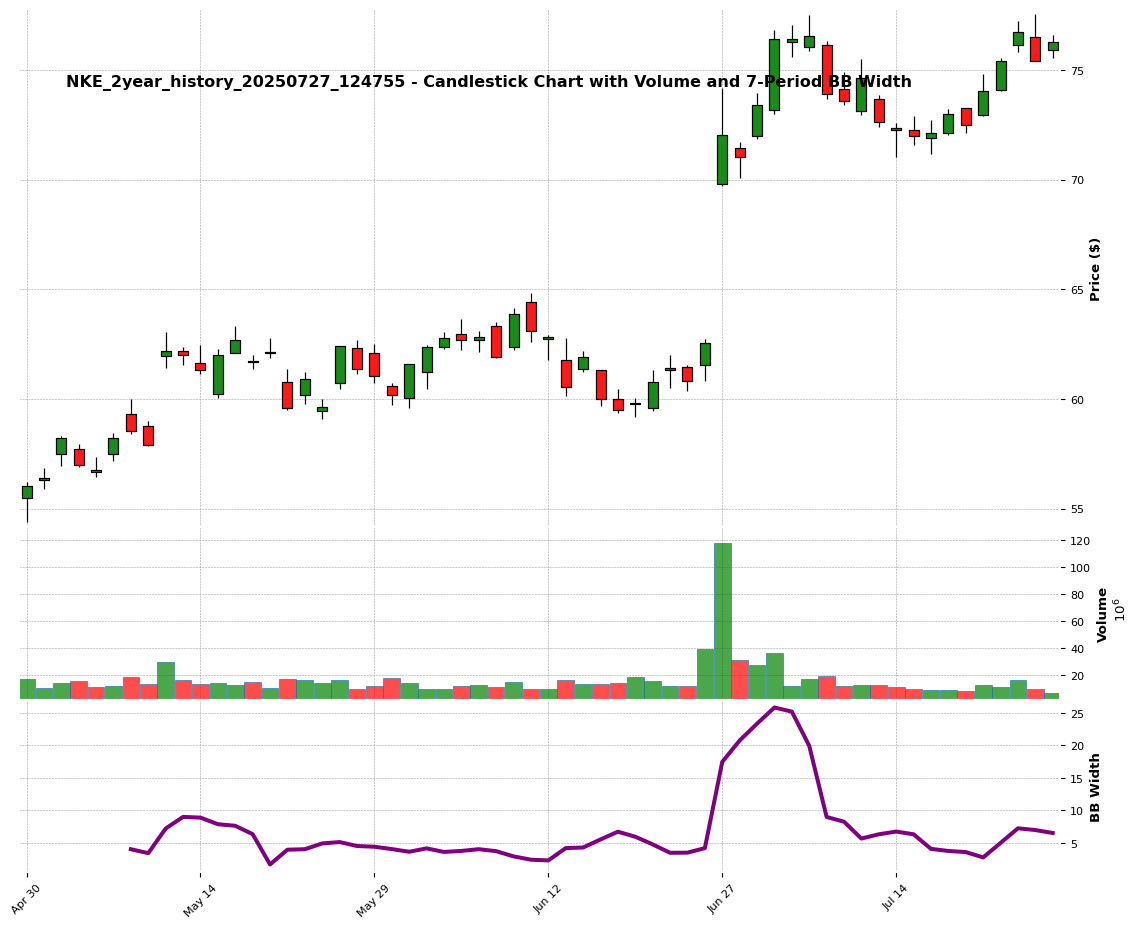 NKE_2year_history_20250727_124755 - Candlestick Chart with Volume and 7-Period BB Width
75
70
65
60
55
Price ($)
120
100
80
60
40
20
Volume
10^6
25
20
15
10
5
BB Width
Apr 30
May 14
May 29
Jun 12
Jun 27
Jul 14